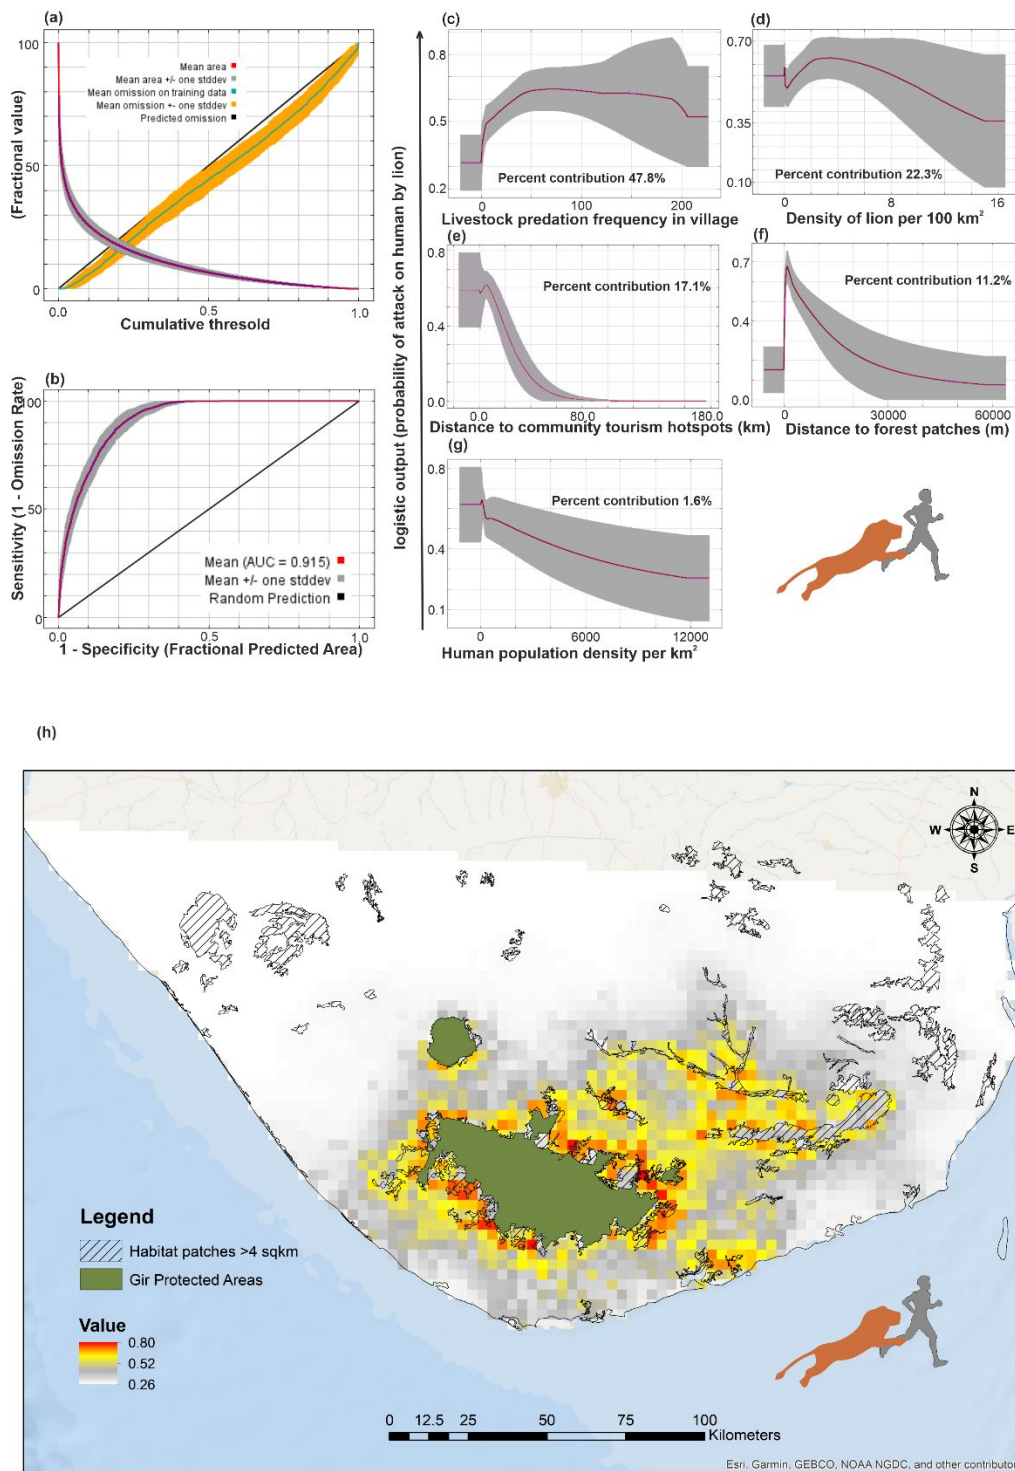 (a)
100
50
0
(Fractional value)
Mean area
Mean area +/- one stddev
Mean omission on training data
Mean omission +- one stddev
Predicted omission
0.0
0.5
1.0
Cumulative thresold
(b)
100
50
0
Sensitivity (1 - Omission Rate)
Mean (AUC = 0.915)
Mean +/- one stddev
Random Prediction
0.0
0.5
1.0
1 - Specificity (Fractional Predicted Area)
logistic output (probability of attack on human by lion)
(c)
0.8
0.5
0.2
Percent contribution 47.8%
0
100
200
Livestock predation frequency in village
(d)
0.70
0.35
0.10
Percent contribution 22.3%
0
8
16
Density of lion per 100 km²
(e)
0.8
0.4
0.0
Percent contribution 17.1%
0.0
80.0
180.0
Distance to community tourism hotspots (km)
(f)
0.7
0.4
0.0
Percent contribution 11.2%
0
30000
60000
Distance to forest patches (m)
(g)
0.8
0.4
0.1
Percent contribution 1.6%
0
6000
12000
Human population density per km²
(h)
N
W
E
S
Legend
Habitat patches >4 sqkm
Gir Protected Areas
Value
0.80
0.52
0.26
0 12.5 25 50 75 100
Kilometers
Esri, Garmin, GEBCO, NOAA NGDC, and other contributor